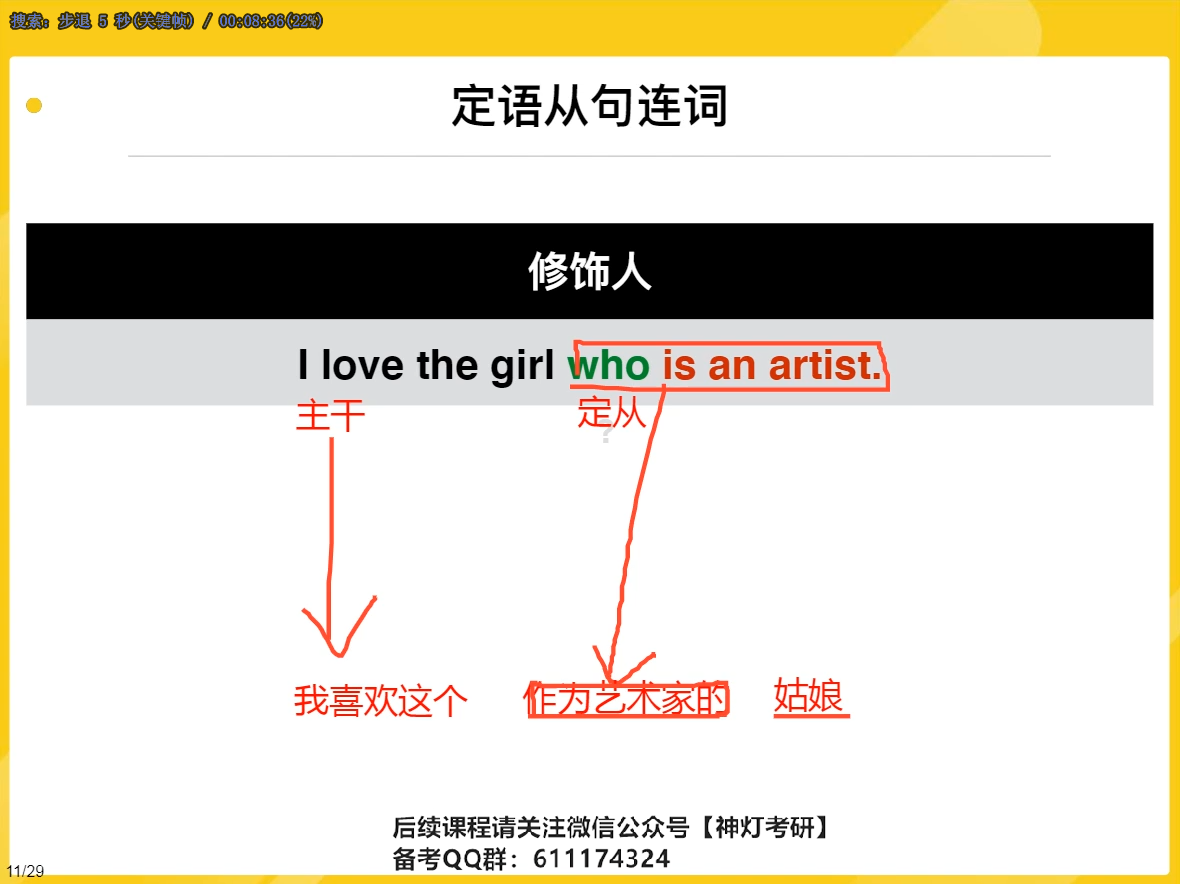 搜索: 步退 5 秒(关键帧) / 00:08:36(22%)
定语从句连词
修饰人
I love the girl who is an artist.
主干 定从
?
我喜欢这个 作为艺术家的 姑娘
后续课程请关注微信公众号【神灯考研】
备考QQ群：611174324
11/29